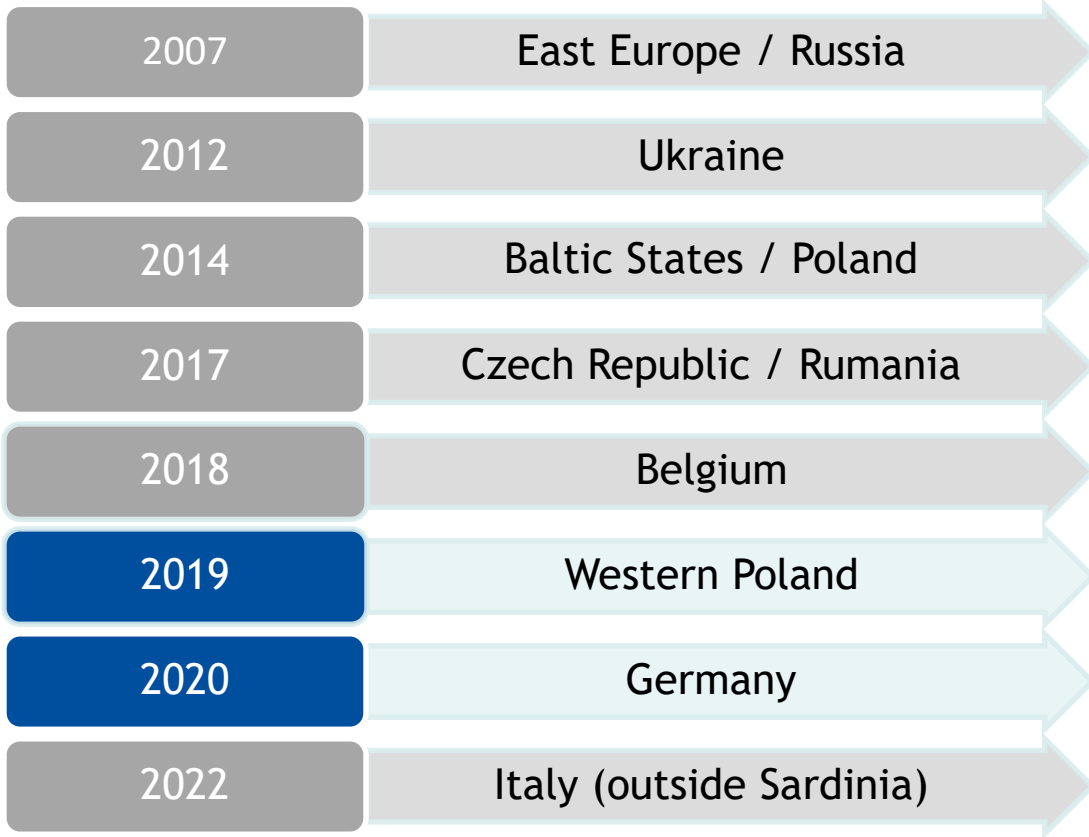 2007 East Europe / Russia
2012 Ukraine
2014 Baltic States / Poland
2017 Czech Republic / Rumania
2018 Belgium
2019 Western Poland
2020 Germany
2022 Italy (outside Sardinia)